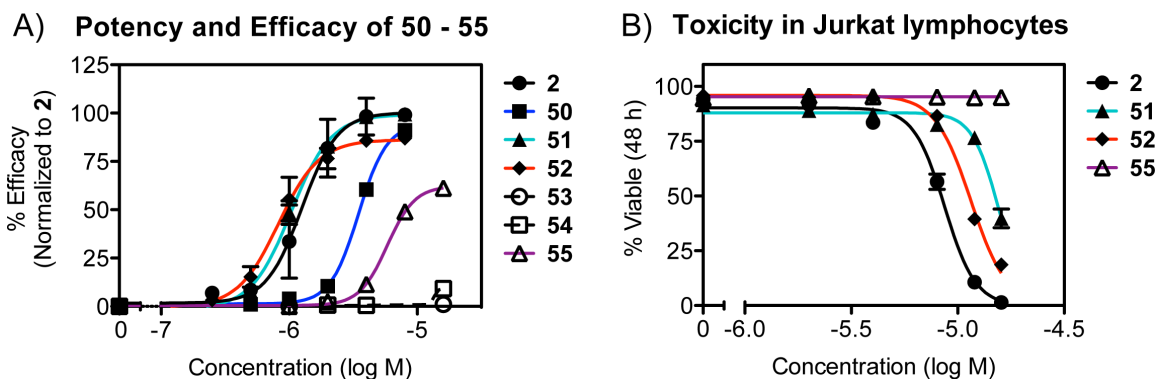 A) Potency and Efficacy of 50 - 55
% Efficacy
(Normalized to 2)
125
100
75
50
25
0
0 -7 -6 -5
Concentration (log M)
2
50
51
52
53
54
55
B) Toxicity in Jurkat lymphocytes
% Viable (48 h)
100
75
50
25
0
0 -6.0 -5.5 -5.0 -4.5
Concentration (log M)
2
51
52
55